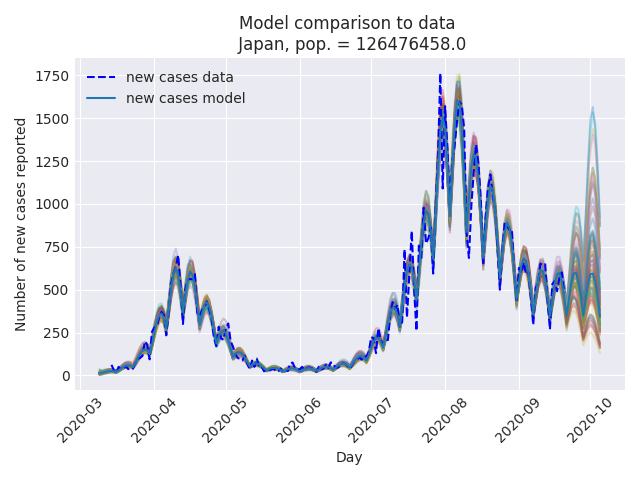 Model comparison to data
Japan, pop. = 126476458.0
new cases data
new cases model
Number of new cases reported
1750
1500
1250
1000
750
500
250
0
2020-03
2020-04
2020-05
2020-06
2020-07
2020-08
2020-09
2020-10
Day